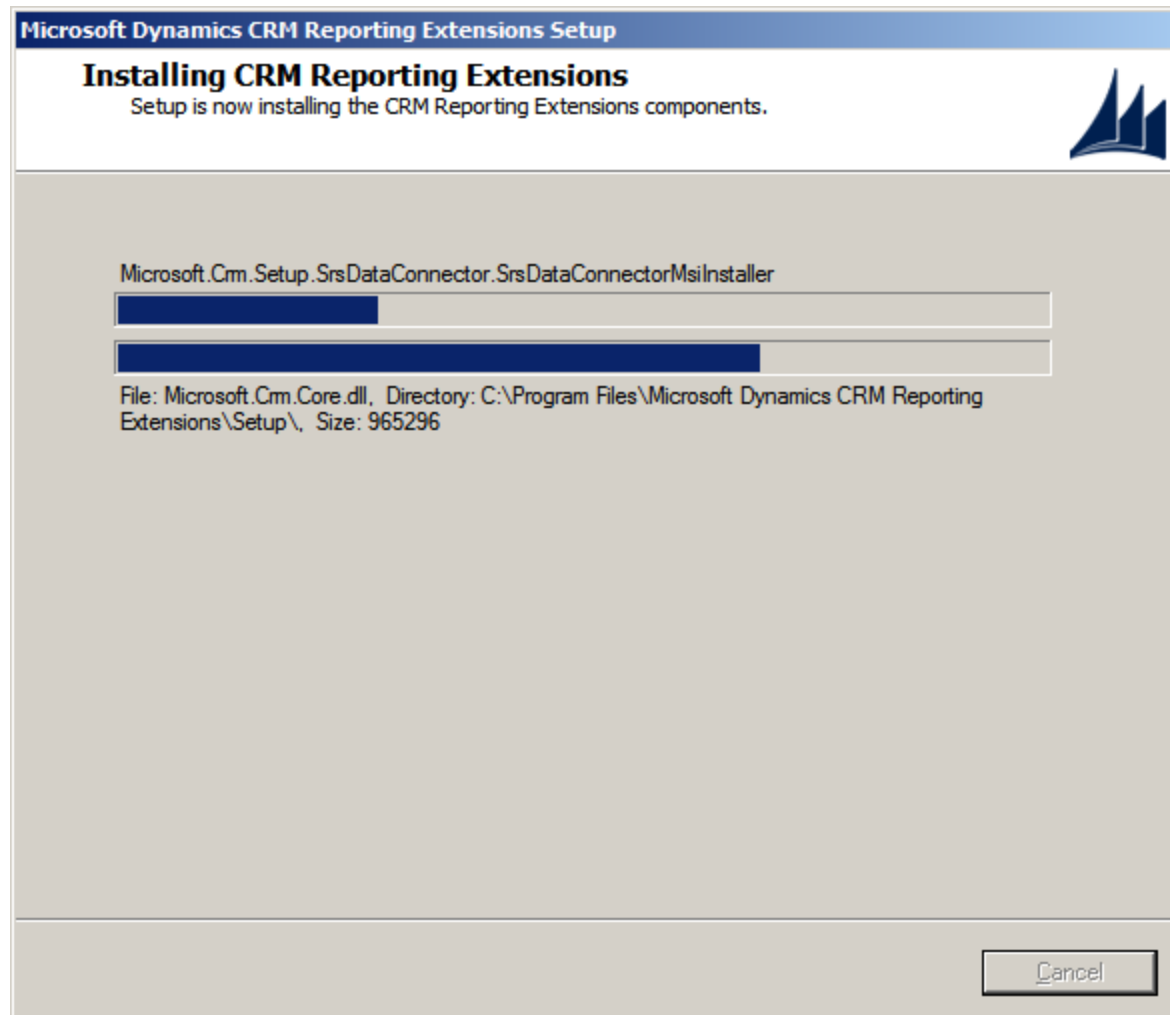 Microsoft Dynamics CRM Reporting Extensions Setup
Installing CRM Reporting Extensions
Setup is now installing the CRM Reporting Extensions components.
Microsoft.Crm.Setup.SrsDataConnector.SrsDataConnectorMsiInstaller
File: Microsoft.Crm.Core.dll,  Directory: C:\Program Files\Microsoft Dynamics CRM Reporting
Extensions\Setup\,  Size: 965296
Cancel